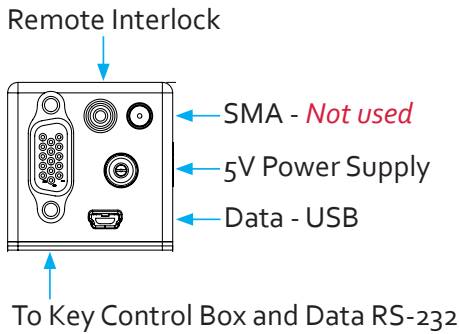 Remote Interlock
SMA - Not used
5V Power Supply
Data - USB
To Key Control Box and Data RS-232